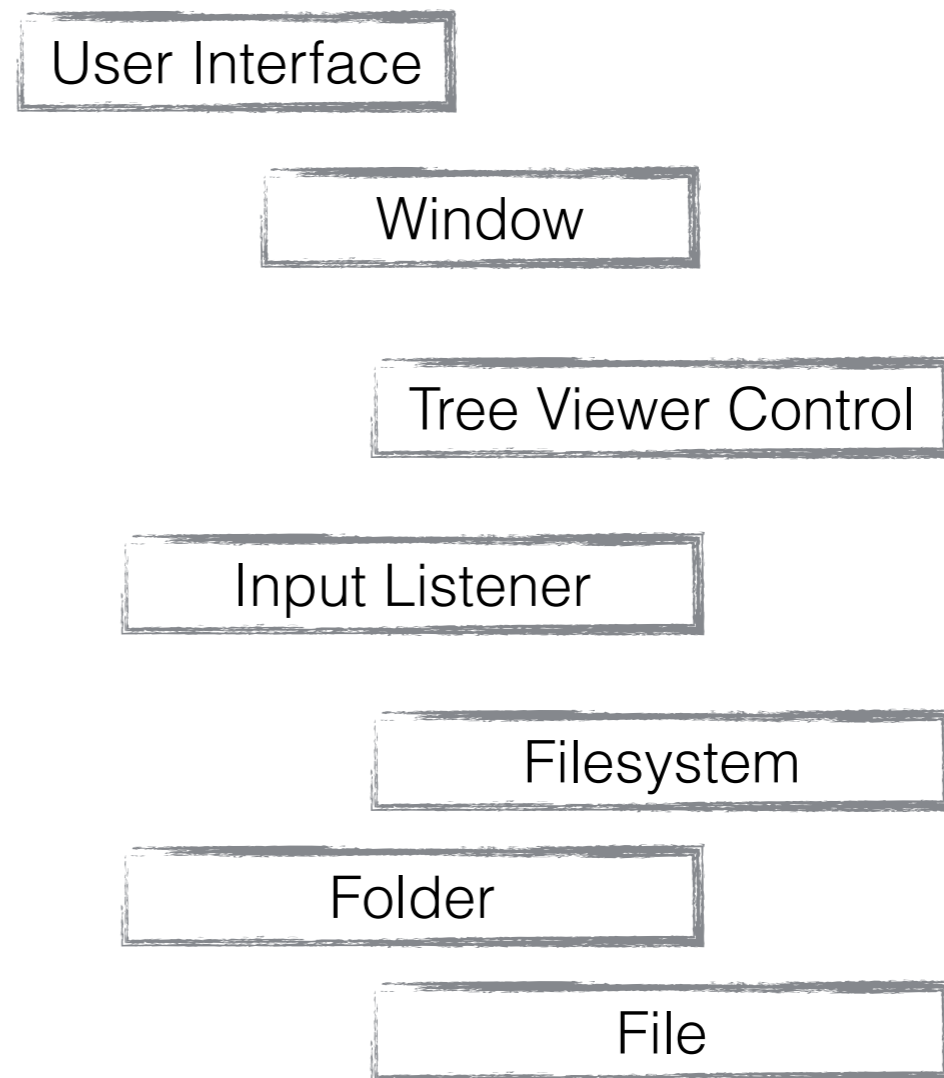 User Interface
Window
Tree Viewer Control
Input Listener
Filesystem
Folder
File